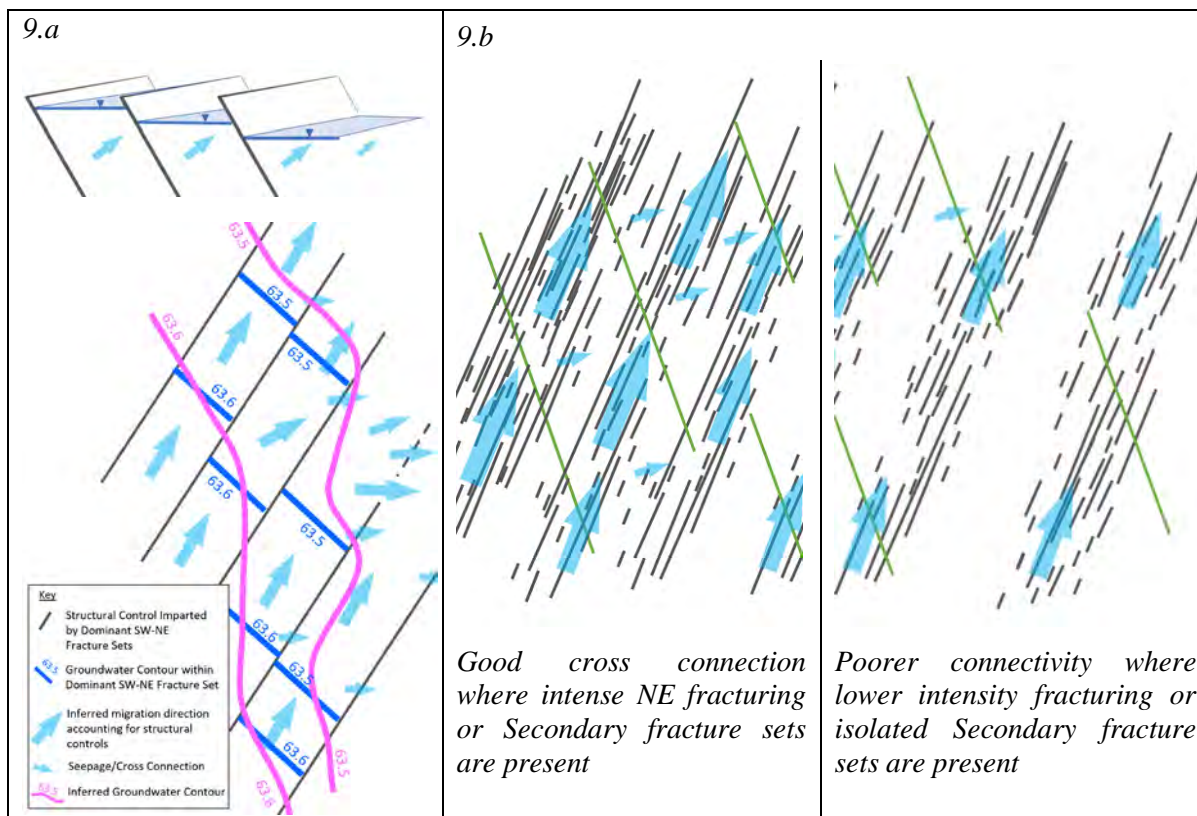 9.a
63.5
63.5
63.6
63.5
63.6
63.6
63.5
63.6
63.5
63.6
63.6
63.5
Key
Structural Control Imparted
by Dominant SW-NE
Fracture Sets
63.5
Groundwater Contour within
Dominant SW-NE Fracture Set
Inferred migration direction
accounting for structural
controls
Seepage/Cross Connection
63.5
Inferred Groundwater Contour
9.b
Good cross connection
where intense NE fracturing
or Secondary fracture sets
are present
Poorer connectivity where
lower intensity fracturing or
isolated Secondary fracture
sets are present